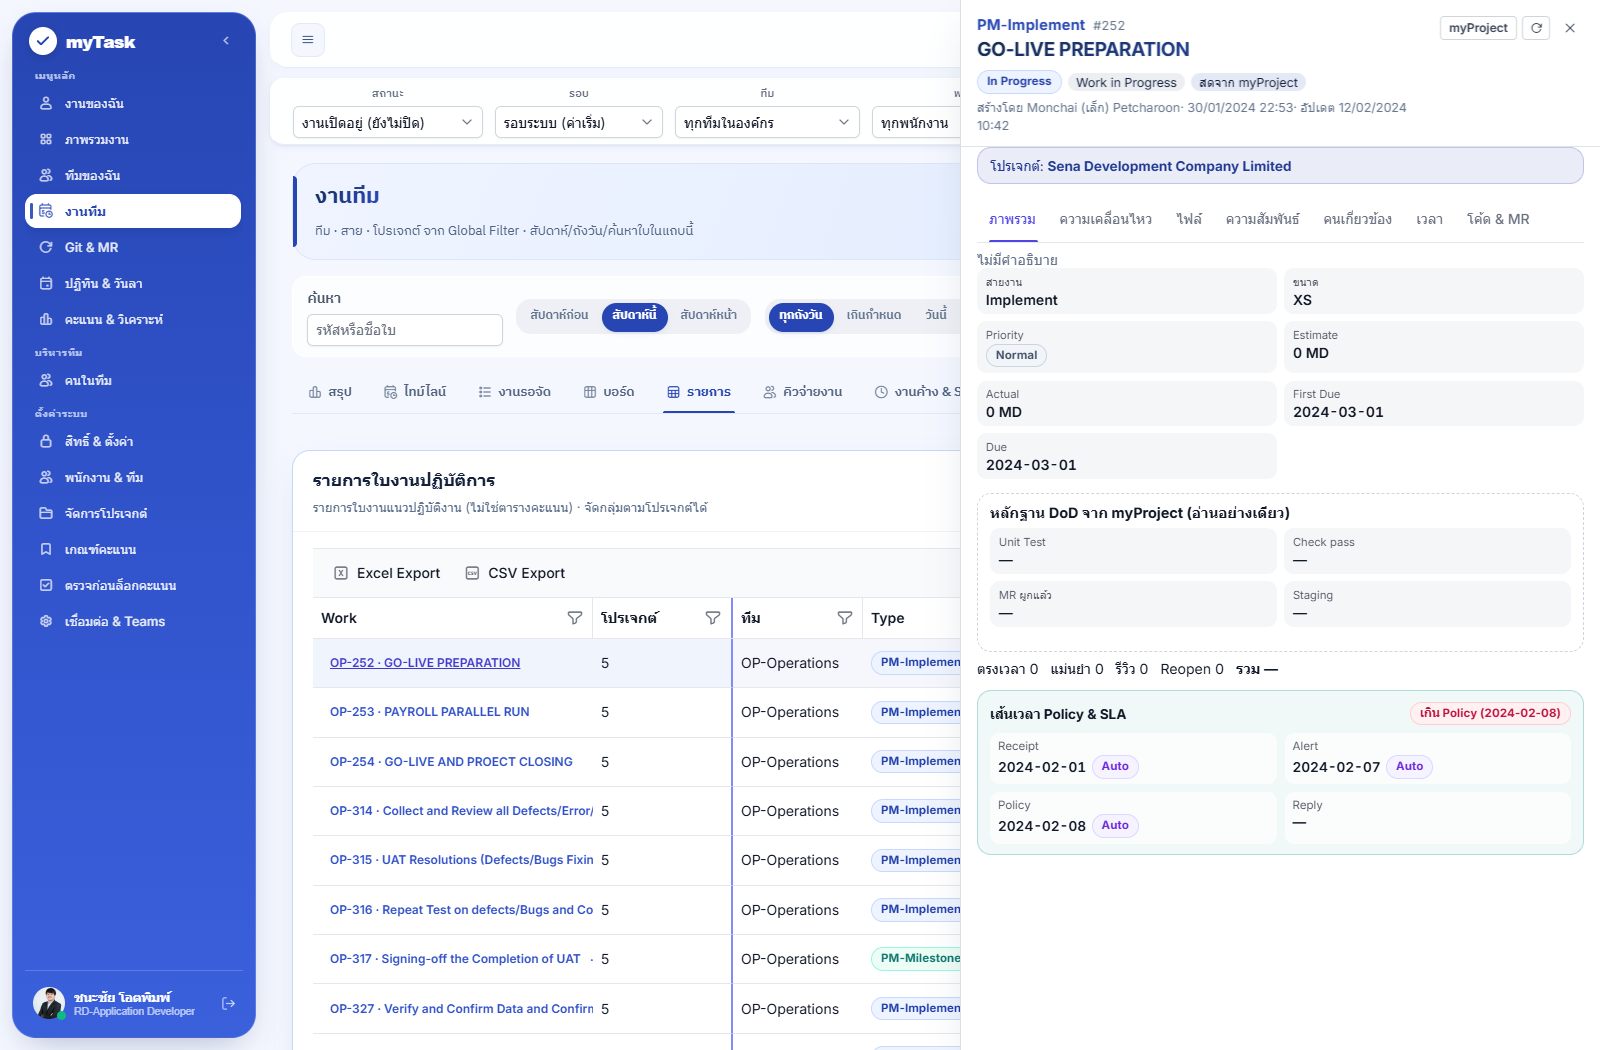 myTask
เมนูหลัก
งานของฉัน
ภาพรวมงาน
ทีมของฉัน
งานทีม
Git & MR
ปฏิทิน & วันลา
คะแนน & วิเคราะห์
บริหารทีม
คนในทีม
ตั้งค่าระบบ
สิทธิ์ & ตั้งค่า
พนักงาน & ทีม
จัดการโปรเจกต์
เกณฑ์คะแนน
ตรวจก่อนล็อกคะแนน
เชื่อมต่อ & Teams
ชนะชัย โอดพิมพ์
RD-Application Developer
สถานะ
รอบ
ทีม
งานเปิดอยู่ (ยังไม่ปิด)
รอบระบบ (ค่าเริ่ม)
ทุกทีมในองค์กร
ทุกพนักงาน
งานทีม
ทีม · สาย · โปรเจกต์ จาก Global Filter · สัปดาห์/ถังวัน/ค้นหาใบในแถบนี้
ค้นหา
รหัสหรือชื่อใบ
สัปดาห์ก่อน
สัปดาห์นี้
สัปดาห์หน้า
ทุกถังวัน
เกินกำหนด
วันนี้
สรุป
ไทม์ไลน์
งานรอจัด
บอร์ด
รายการ
คิวจ่ายงาน
งานค้าง & S
รายการใบงานปฏิบัติการ
รายการใบงานแนวปฏิบัติงาน (ไม่ใช่ตารางคะแนน) · จัดกลุ่มตามโปรเจกต์ได้
Excel Export
CSV Export
Work โปรเจกต์ ทีม Type
OP-252 · GO-LIVE PREPARATION 5 OP-Operations PM-Implemen
OP-253 · PAYROLL PARALLEL RUN 5 OP-Operations PM-Implemen
OP-254 · GO-LIVE AND PROECT CLOSING 5 OP-Operations PM-Implemen
OP-314 · Collect and Review all Defects/Error/ 5 OP-Operations PM-Implemen
OP-315 · UAT Resolutions (Defects/Bugs Fixin 5 OP-Operations PM-Implemen
OP-316 · Repeat Test on defects/Bugs and Co 5 OP-Operations PM-Implemen
OP-317 · Signing-off the Completion of UAT · 5 OP-Operations PM-Milestone
OP-327 · Verify and Confirm Data and Confirm 5 OP-Operations PM-Implemen
PM-Implement #252
myProject
GO-LIVE PREPARATION
In Progress
Work in Progress
สดจาก myProject
สร้างโดย Monchai (เล็ก) Petcharoon· 30/01/2024 22:53· อัปเดต 12/02/2024
10:42
โปรเจกต์: Sena Development Company Limited
ภาพรวม
ความเคลื่อนไหว
ไฟล์
ความสัมพันธ์
คนเกี่ยวข้อง
เวลา
โค้ด & MR
ไม่มีคำอธิบาย
สายงาน
Implement
ขนาด
XS
Priority
Normal
Estimate
0 MD
Actual
0 MD
First Due
2024-03-01
Due
2024-03-01
หลักฐาน DoD จาก myProject (อ่านอย่างเดียว)
Unit Test
—
Check pass
—
MR ผูกแล้ว
—
Staging
—
ตรงเวลา 0 แม่นยำ 0 รีวิว 0 Reopen 0 รวม —
เส้นเวลา Policy & SLA
เกิน Policy (2024-02-08)
Receipt
2024-02-01 Auto
Alert
2024-02-07 Auto
Policy
2024-02-08 Auto
Reply
—